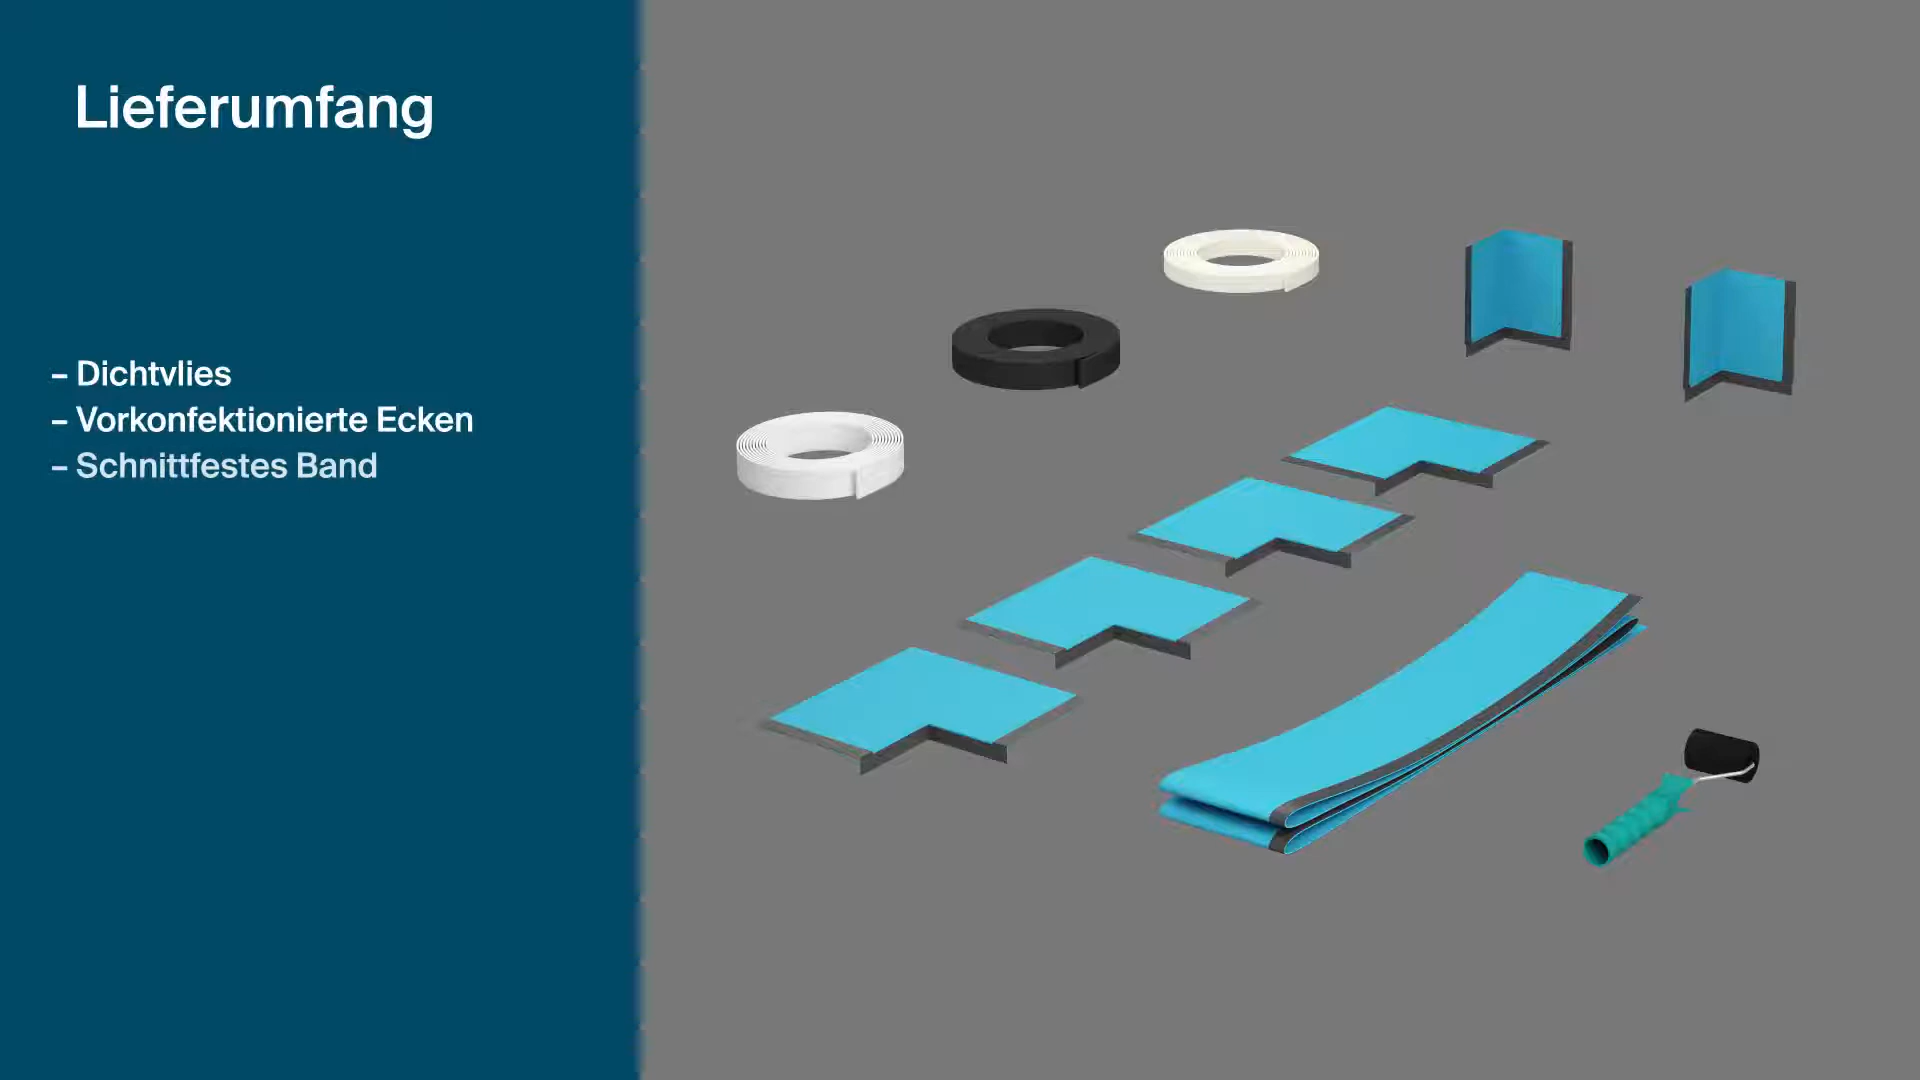 Lieferumfang
– Dichtvlies
– Vorkonfektionierte Ecken
– Schnittfestes Band